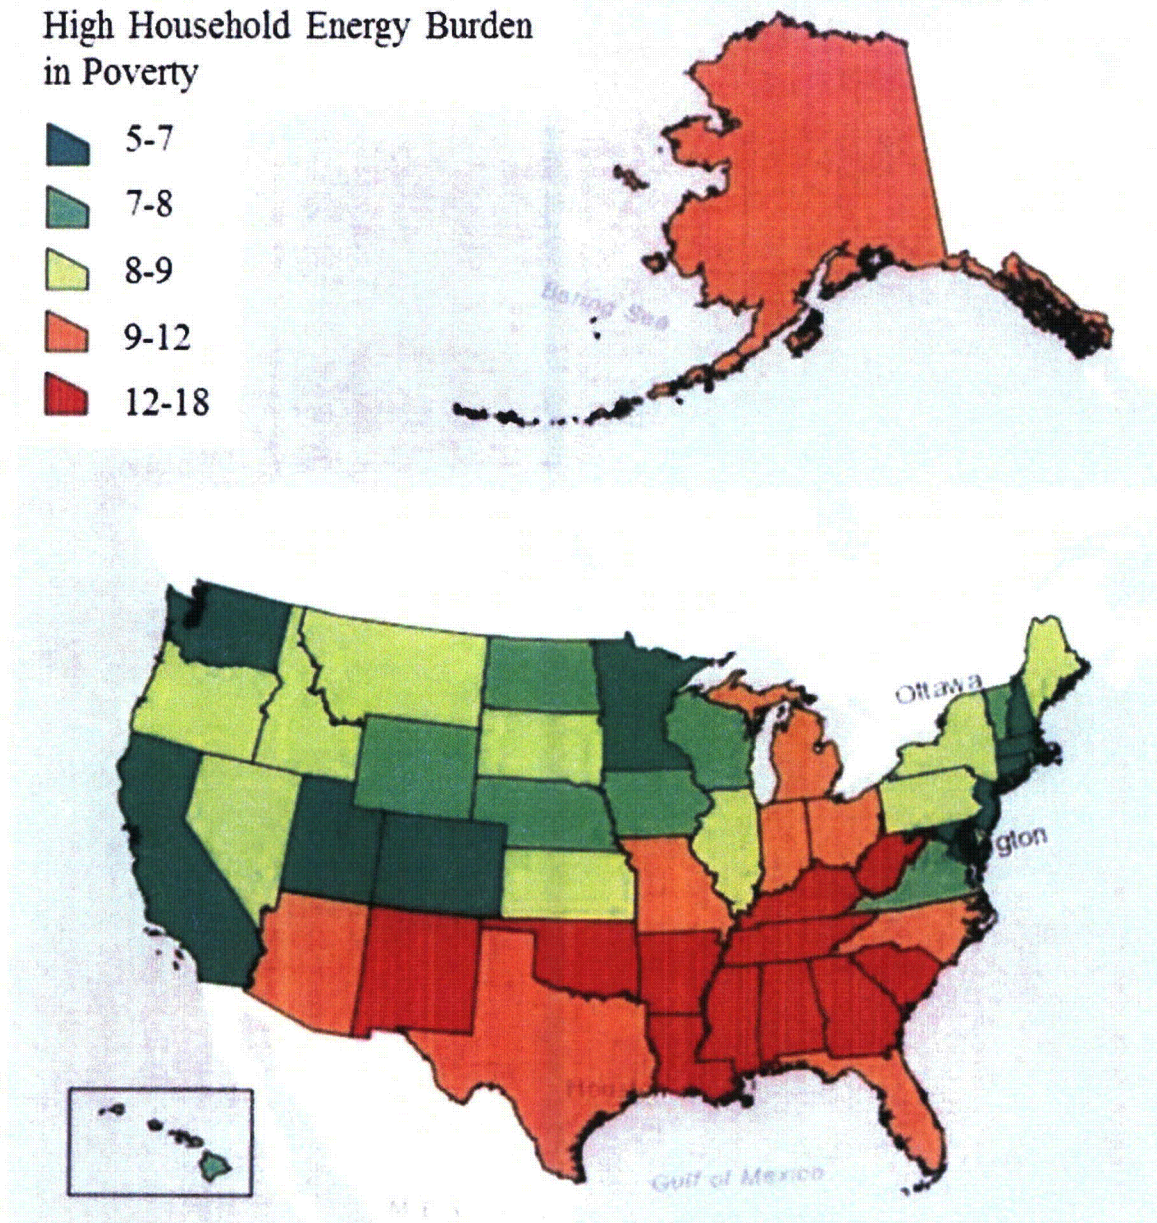 High Household Energy Burden
in Poverty
5-7
7-8
8-9
9-12
12-18
Bering Sea
Ottawa
gton
Gulf of Mexico